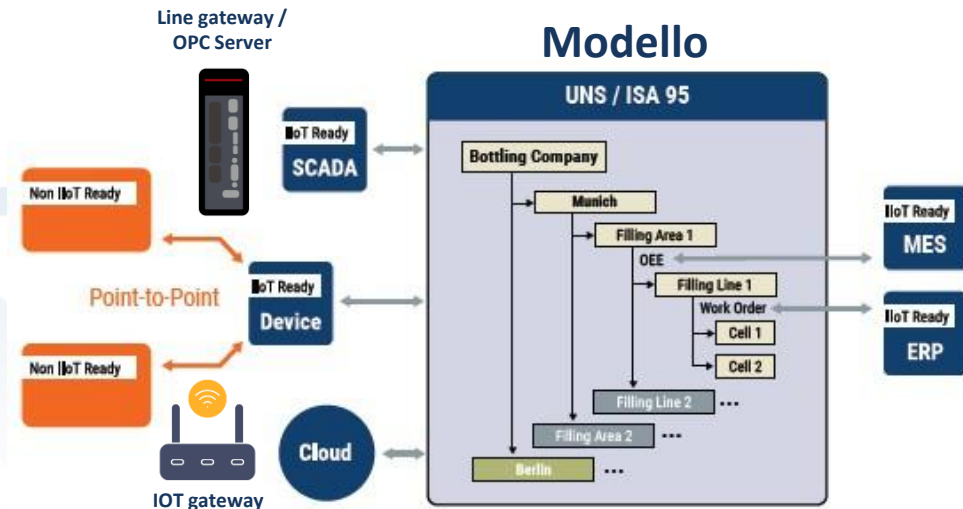 Line gateway /
OPC Server
Modello
UNS / ISA 95
IIoT Ready
SCADA
Bottling Company
Non IIoT Ready
Munich
IIoT Ready
MES
Filling Area 1
OEE
Point-to-Point
IIoT Ready
Device
Filling Line 1
Work Order
IIoT Ready
ERP
Cell 1
Non IIoT Ready
Cell 2
Filling Line 2 ...
Filling Area 2 ...
Cloud
Berlin ...
IOT gateway